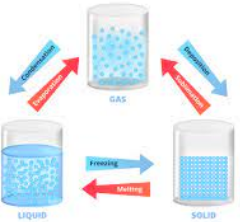 Condensation
Evaporation
Deposition
Sublimation
GAS
Freezing
Melting
LIQUID
SOLID